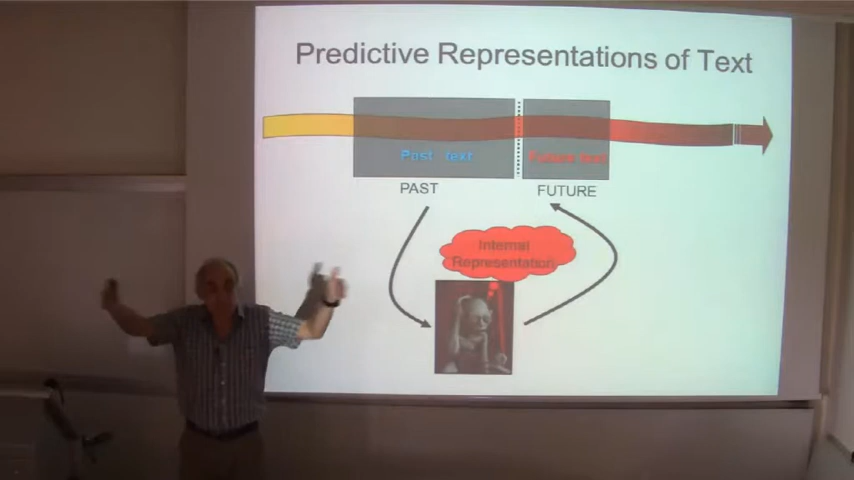 Predictive Representations of Text
Past text
Future text
PAST
FUTURE
Internal
Representation